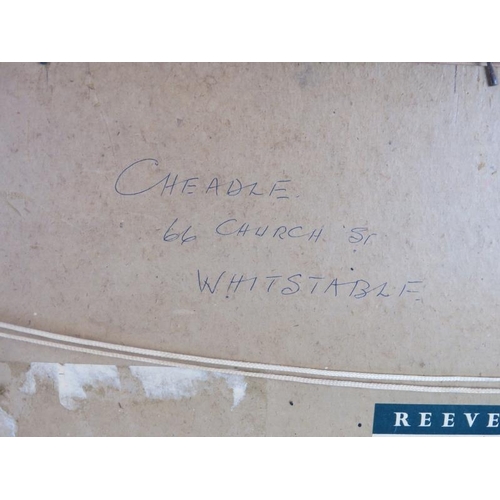 CHEADLE
66 CHURCH St
WHITSTABLE
REEVE